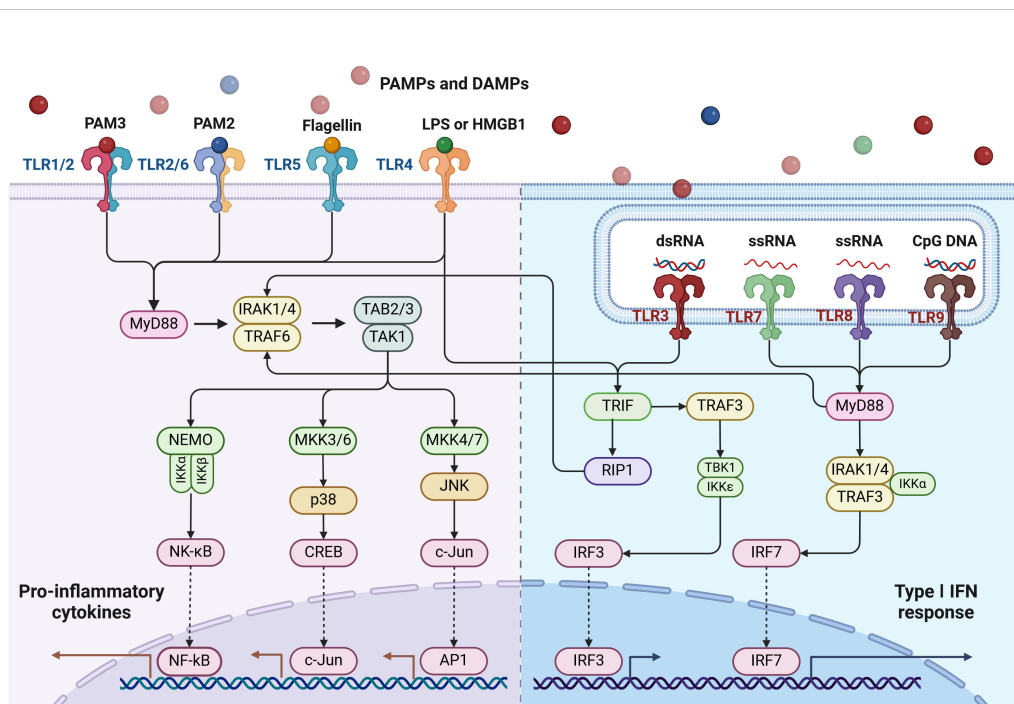 PAMPs and DAMPs
PAM3
PAM2
Flagellin
LPS or HMGB1
TLR1/2
TLR2/6
TLR5
TLR4
dsRNA
ssRNA
ssRNA
CpG DNA
TLR3
TLR7
TLR8
TLR9
MyD88
IRAK1/4
TRAF6
TAB2/3
TAK1
TRIF
TRAF3
MyD88
NEMO
IKKα
IKKβ
MKK3/6
MKK4/7
RIP1
TBK1
IKKε
IRAK1/4
TRAF3
IKKα
p38
JNK
NK-κB
CREB
c-Jun
IRF3
IRF7
Pro-inflammatory
cytokines
Type I IFN
response
NF-kB
c-Jun
AP1
IRF3
IRF7